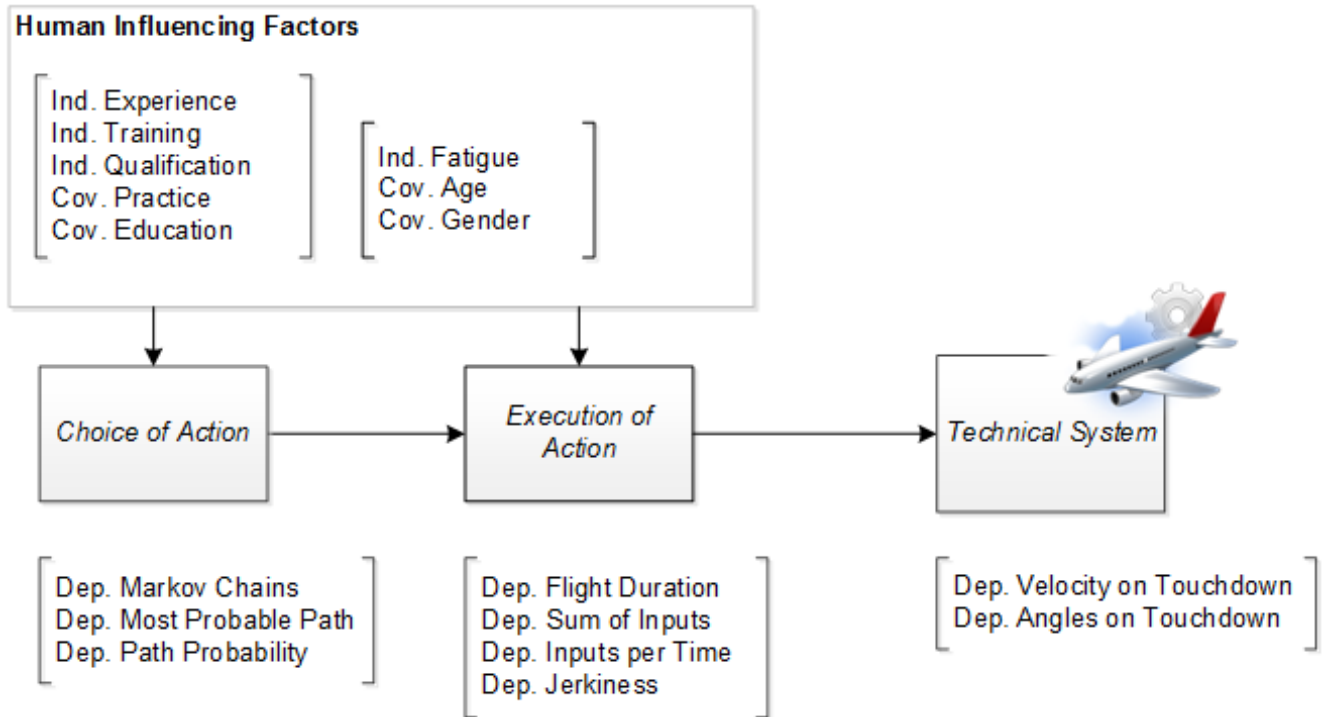 Human Influencing Factors
Ind. Experience
Ind. Training
Ind. Qualification
Cov. Practice
Cov. Education
Ind. Fatigue
Cov. Age
Cov. Gender
Choice of Action
Execution of
Action
Technical System
Dep. Markov Chains
Dep. Most Probable Path
Dep. Path Probability
Dep. Flight Duration
Dep. Sum of Inputs
Dep. Inputs per Time
Dep. Jerkiness
Dep. Velocity on Touchdown
Dep. Angles on Touchdown